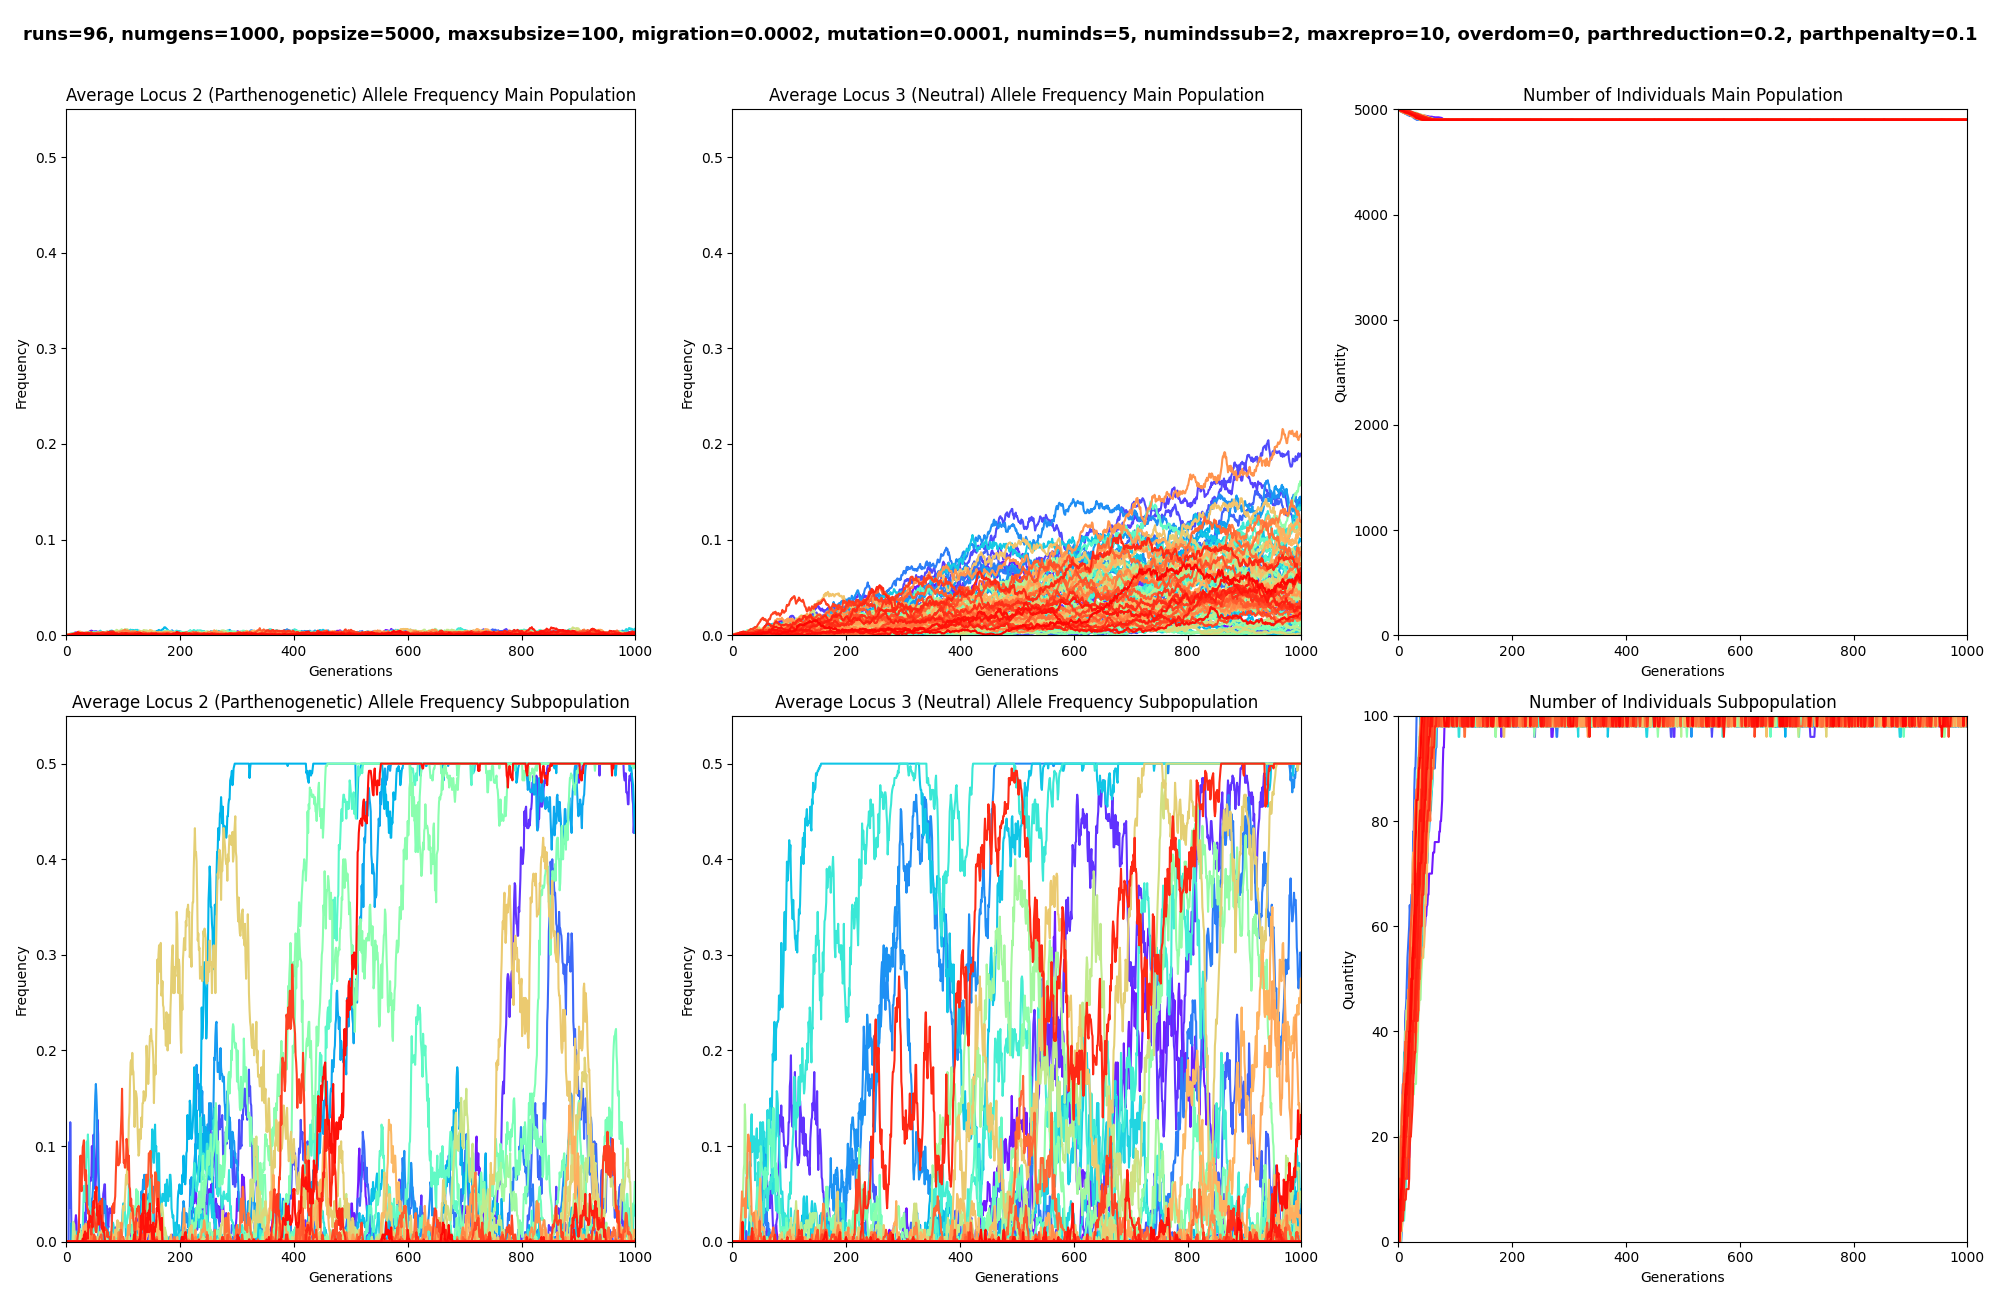 runs=96, numgens=1000, popsize=5000, maxsubsize=100, migration=0.0002, mutation=0.0001, numinds=5, numindssub=2, maxrepro=10, overdom=0, parthreduction=0.2, parthpenalty=0.1
Average Locus 2 (Parthenogenetic) Allele Frequency Main Population
Frequency
0.5
0.4
0.3
0.2
0.1
0.0
0 200 400 600 800 1000
Generations
Average Locus 3 (Neutral) Allele Frequency Main Population
Frequency
0.5
0.4
0.3
0.2
0.1
0.0
0 200 400 600 800 1000
Generations
Number of Individuals Main Population
Quantity
5000
4000
3000
2000
1000
0
0 200 400 600 800 1000
Generations
Average Locus 2 (Parthenogenetic) Allele Frequency Subpopulation
Frequency
0.5
0.4
0.3
0.2
0.1
0.0
0 200 400 600 800 1000
Generations
Average Locus 3 (Neutral) Allele Frequency Subpopulation
Frequency
0.5
0.4
0.3
0.2
0.1
0.0
0 200 400 600 800 1000
Generations
Number of Individuals Subpopulation
Quantity
100
80
60
40
20
0
0 200 400 600 800 1000
Generations